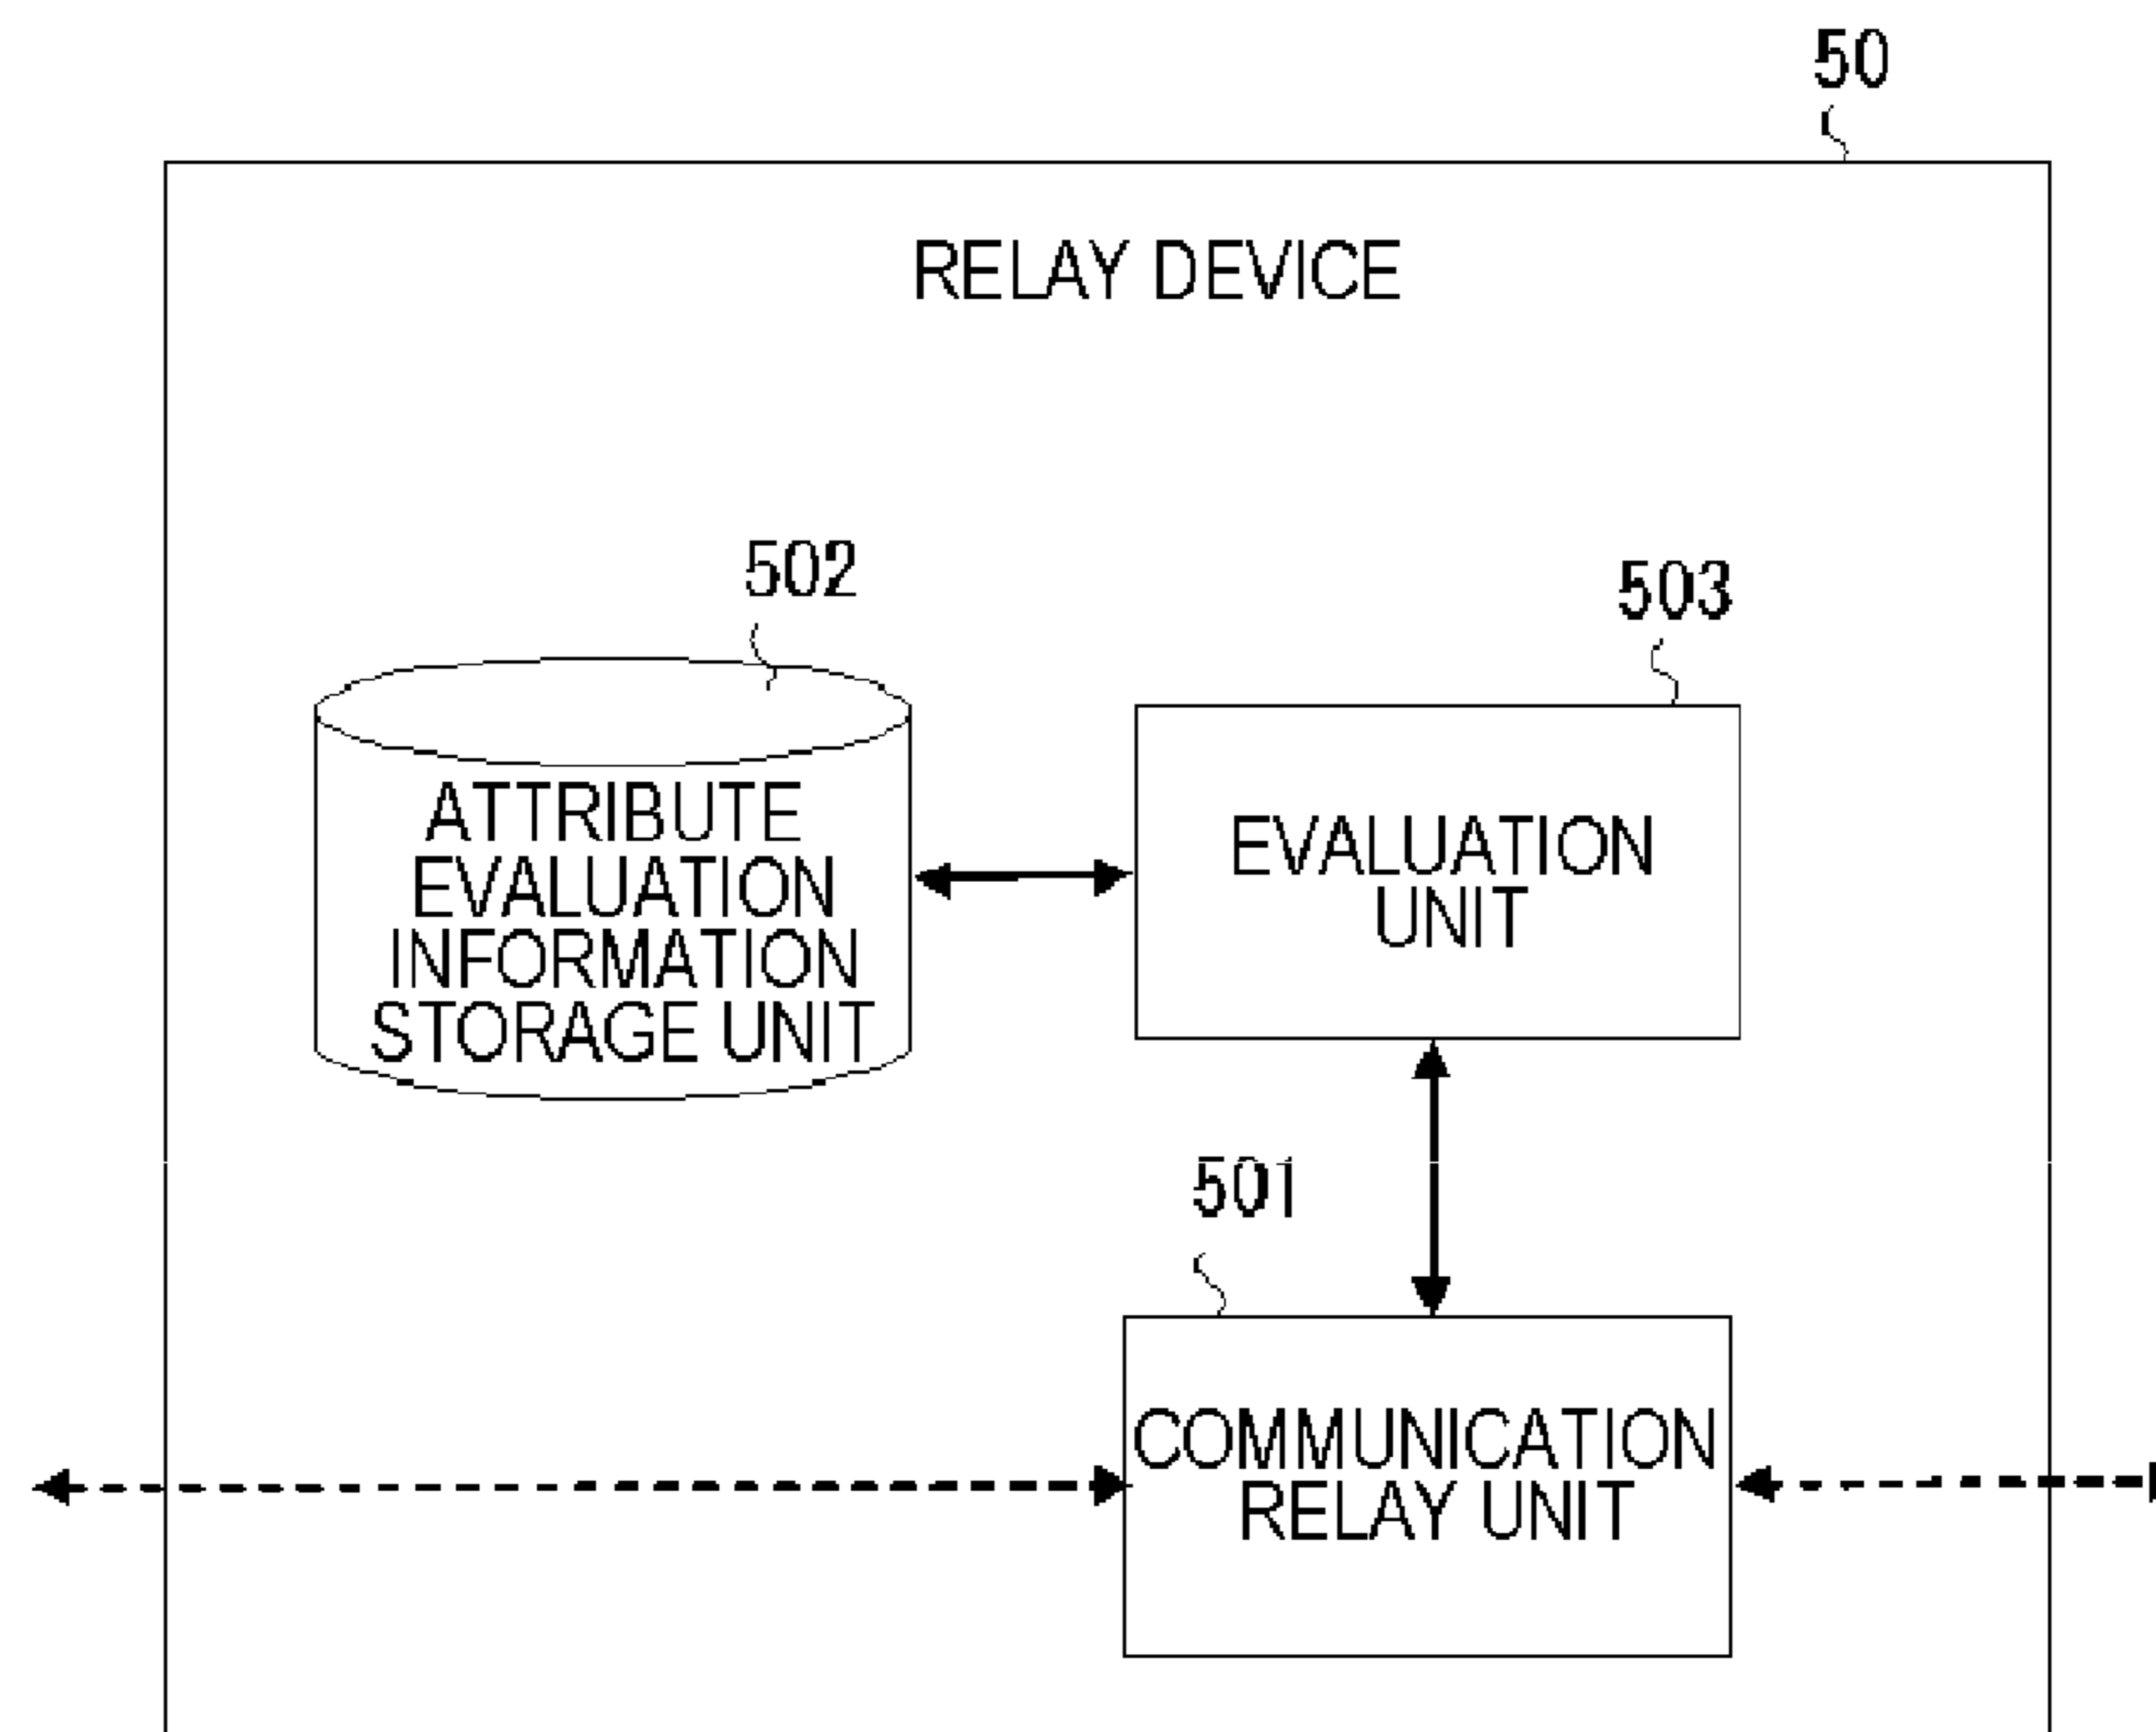 50
RELAY DEVICE
502
503
ATTRIBUTE
EVALUATION
INFORMATION
STORAGE UNIT
EVALUATION
UNIT
501
COMMUNICATION
RELAY UNIT